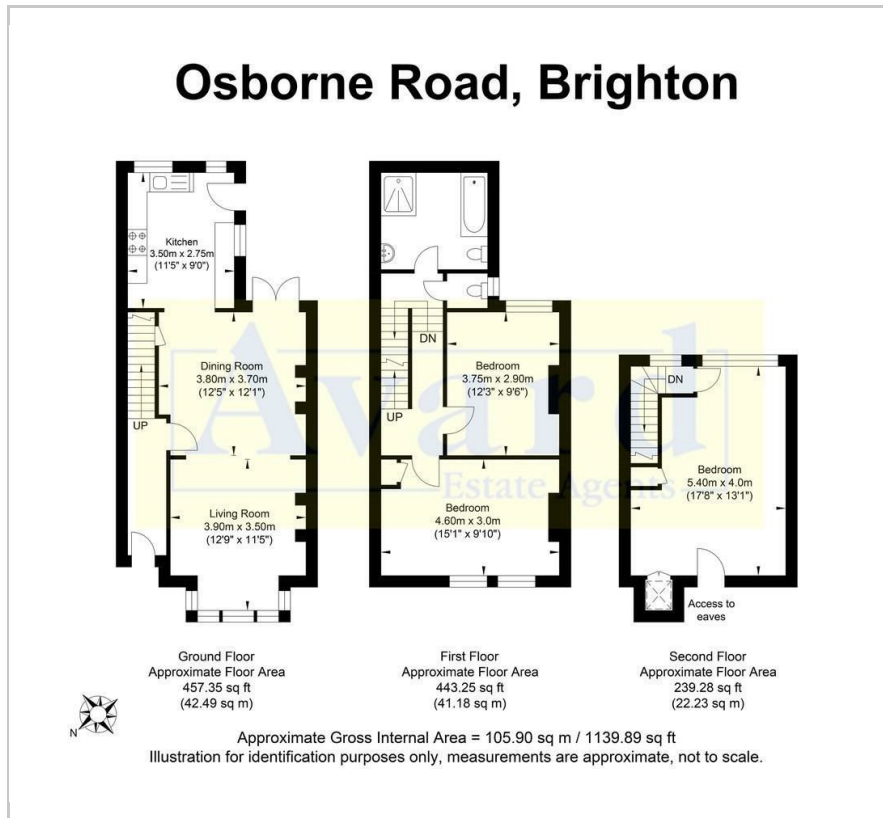 Osborne Road, Brighton
Kitchen
3.50m x 2.75m
(11'5" x 9'0")
Dining Room
3.80m x 3.70m
(12'5" x 12'1")
UP
Living Room
3.90m x 3.50m
(12'9" x 11'5")
DN
UP
Bedroom
3.75m x 2.90m
(12'3" x 9'6")
Bedroom
4.60m x 3.0m
(15'1" x 9'10")
DN
Bedroom
5.40m x 4.0m
(17'8" x 13'1")
Access to
eaves
Avard
Estate Agents
Ground Floor
Approximate Floor Area
457.35 sq ft
(42.49 sq m)
First Floor
Approximate Floor Area
443.25 sq ft
(41.18 sq m)
Second Floor
Approximate Floor Area
239.28 sq ft
(22.23 sq m)
N
Approximate Gross Internal Area = 105.90 sq m / 1139.89 sq ft
Illustration for identification purposes only, measurements are approximate, not to scale.